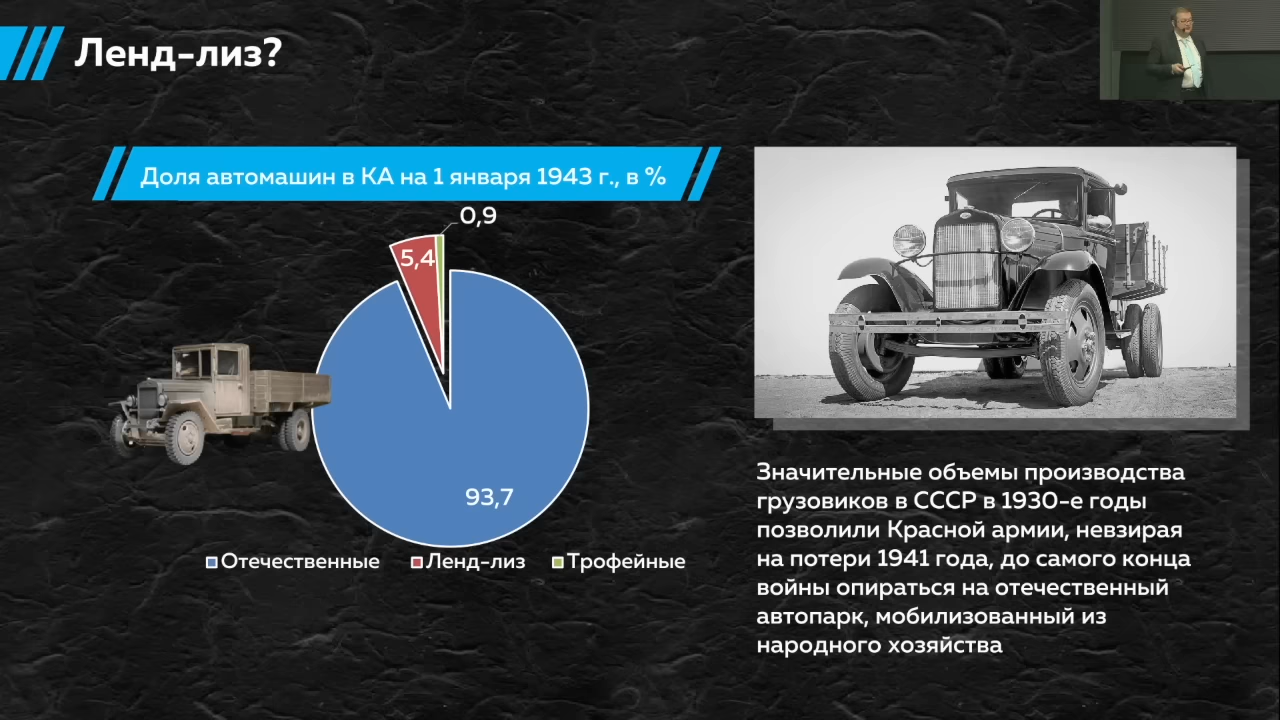 Ленд-лиз?
Доля автомашин в КА на 1 января 1943 г., в %
0,9
5,4
93,7
Отечественные
Ленд-лиз
Трофейные
Значительные объемы производства
грузовиков в СССР в 1930-е годы
позволили Красной армии, невзирая
на потери 1941 года, до самого конца
войны опираться на отечественный
автопарк, мобилизованный из
народного хозяйства